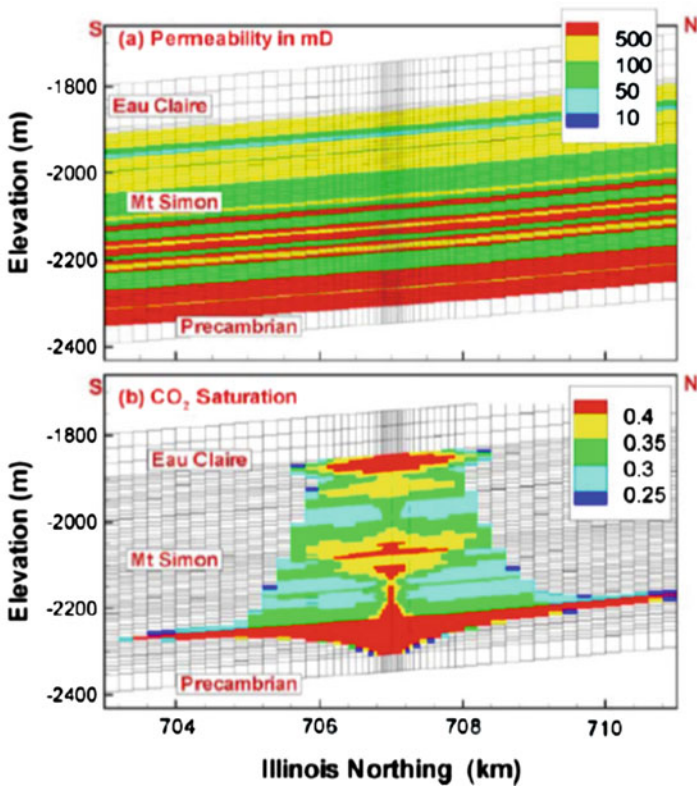 S
N
(a) Permeability in mD
500
100
50
10
Eau Claire
Mt Simon
Precambrian
Elevation (m)
-1800
-2000
-2200
-2400
S
N
(b) CO₂ Saturation
0.4
0.35
0.3
0.25
Eau Claire
Mt Simon
Precambrian
Elevation (m)
-1800
-2000
-2200
-2400
704
706
708
710
Illinois Northing (km)